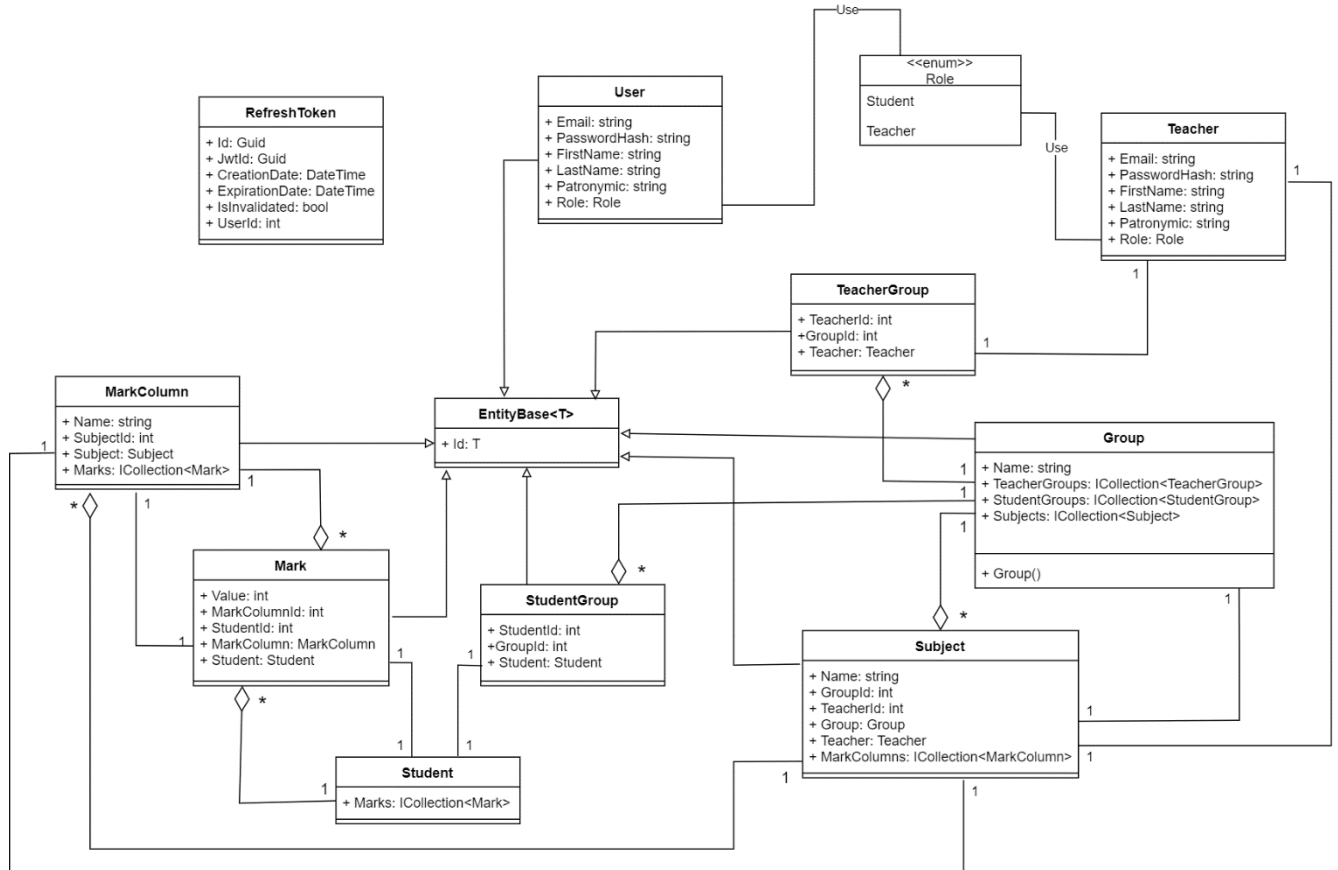 Use
<<enum>>
Role
Student
Teacher
RefreshToken
+ Id: Guid
+ JwtId: Guid
+ CreationDate: DateTime
+ ExpirationDate: DateTime
+ IsInvalidated: bool
+ UserId: int
User
+ Email: string
+ PasswordHash: string
+ FirstName: string
+ LastName: string
+ Patronymic: string
+ Role: Role
Use
Teacher
+ Email: string
+ PasswordHash: string
+ FirstName: string
+ LastName: string
+ Patronymic: string
+ Role: Role
1
1
TeacherGroup
+ TeacherId: int
+GroupId: int
+ Teacher: Teacher
1
*
MarkColumn
+ Name: string
+ SubjectId: int
+ Subject: Subject
+ Marks: ICollection<Mark>
1
1
1
*
*
EntityBase<T>
+ Id: T
Group
+ Name: string
+ TeacherGroups: ICollection<TeacherGroup>
+ StudentGroups: ICollection<StudentGroup>
+ Subjects: ICollection<Subject>
+ Group()
1
1
1
1
Mark
+ Value: int
+ MarkColumnId: int
+ StudentId: int
+ MarkColumn: MarkColumn
+ Student: Student
1
1
*
StudentGroup
+ StudentId: int
+GroupId: int
+ Student: Student
1
*
*
Subject
+ Name: string
+ GroupId: int
+ TeacherId: int
+ Group: Group
+ Teacher: Teacher
+ MarkColumns: ICollection<MarkColumn>
1
1
1
1
Student
+ Marks: ICollection<Mark>
1
1
1